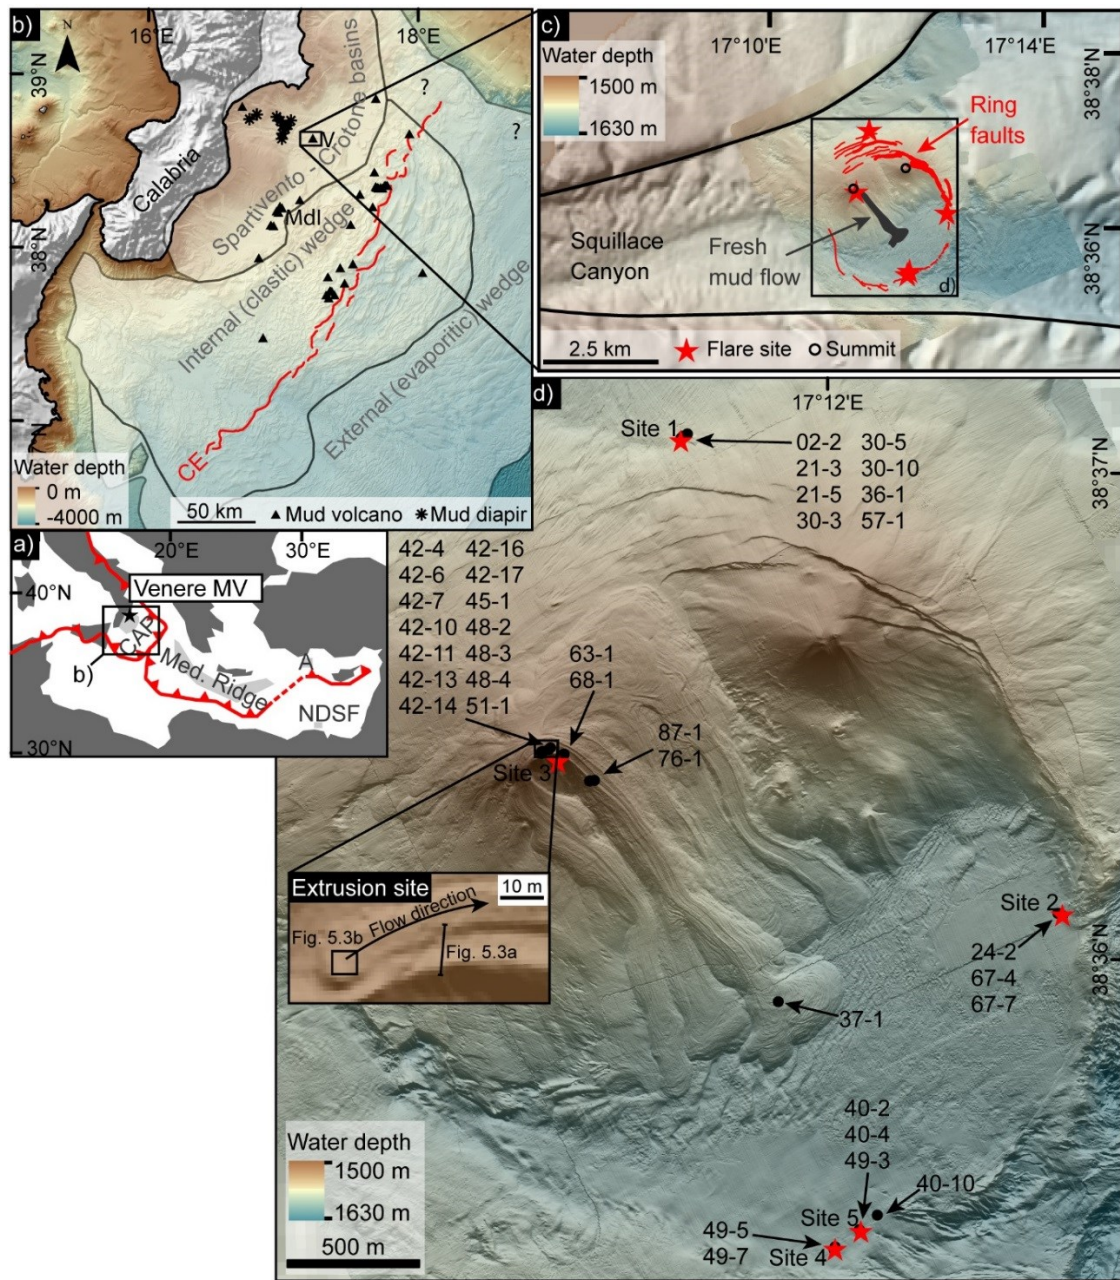 b)
16°E
18°E
39°N
38°N
Calabria
Spartivento - Crotone basins
?
?
V
MdI
Internal (clastic) wedge
External (evaporitic) wedge
CE
Water depth
0 m
-4000 m
50 km
Mud volcano
Mud diapir
c)
17°10'E
17°14'E
38°38'N
38°36'N
Water depth
1500 m
1630 m
Ring
faults
Squillace
Canyon
Fresh
mud flow
d)
2.5 km
Flare site
Summit
a)
20°E
30°E
40°N
30°N
Venere MV
CAP
b)
Med. Ridge
A
NDSF
d)
17°12'E
38°37'N
38°36'N
Site 1
02-2 30-5
21-3 30-10
21-5 36-1
30-3 57-1
42-4 42-16
42-6 42-17
42-7 45-1
42-10 48-2
42-11 48-3
42-13 48-4
42-14 51-1
63-1
68-1
87-1
76-1
Site 3
Extrusion site
10 m
Flow direction
Fig. 5.3b
Fig. 5.3a
Site 2
24-2
67-4
67-7
37-1
40-2
40-4
49-3
40-10
Site 5
49-5
49-7
Site 4
Water depth
1500 m
1630 m
500 m